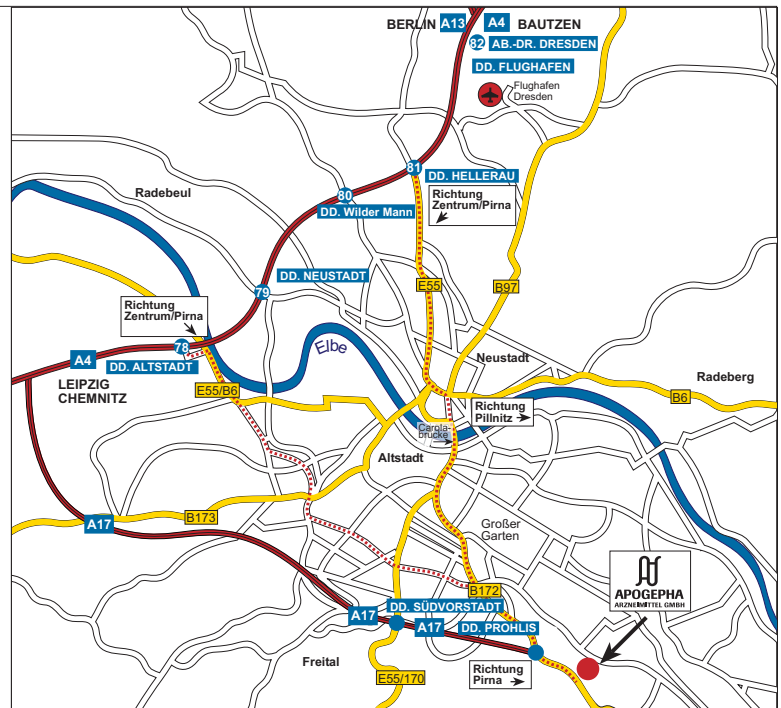 BERLIN A13 A4 BAUTZEN
82 AB.-DR. DRESDEN
DD. FLUGHAFEN
Flughafen
Dresden
81 DD. HELLERAU
80
DD. Wilder Mann
Richtung
Zentrum/Pirna
Radebeul
79 DD. NEUSTADT
E55
B97
Richtung
Zentrum/Pirna
78
DD. ALTSTADT
A4
LEIPZIG
CHEMNITZ
Elbe
Neustadt
Radeberg
E55/B6
B6
Richtung
Pillnitz
Carola-
brücke
Altstadt
B173
A17
Großer
Garten
APOGEPHA
ARZNEIMITTEL GMBH
B172
DD. SÜDVORSTADT
A17
A17
DD. PROHLIS
Freital
Richtung
Pirna
E55/170